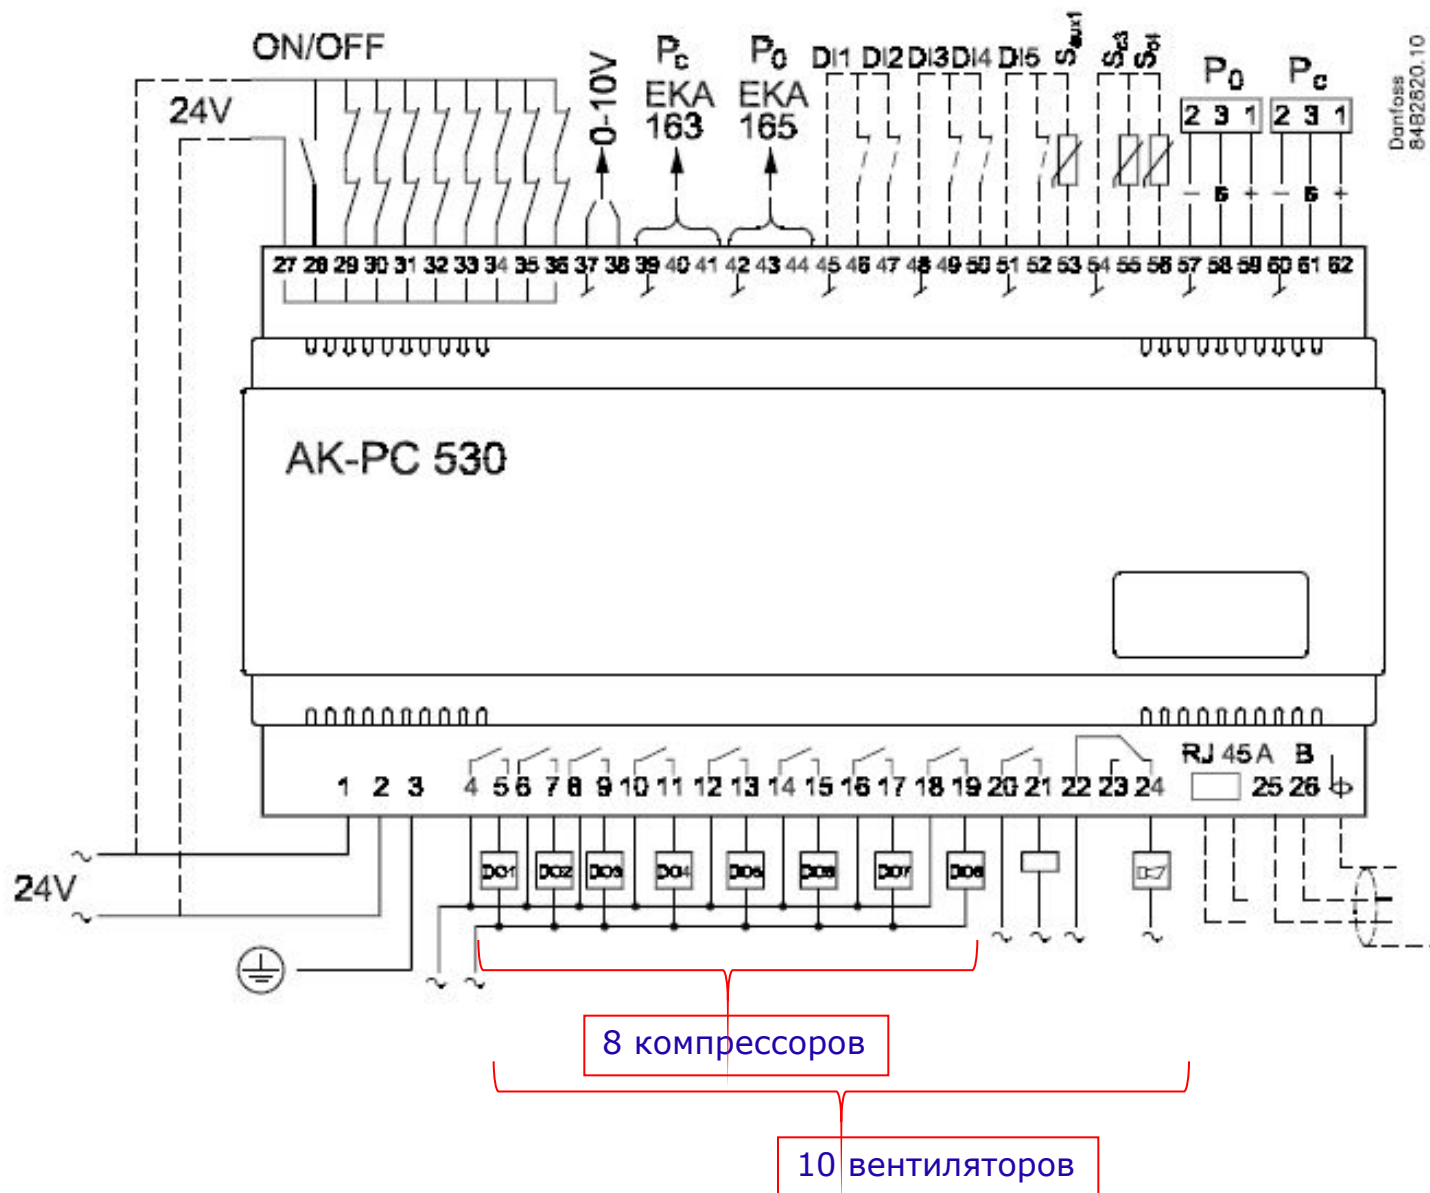 ON/OFF
24V
0-10V
Pc
EKA
163
P0
EKA
165
DI1 DI2 DI3 DI4 DI5 Saux1 Sc3 Sc4
P0 Pc
2 3 1 2 3 1
- Б + - Б +
Danfoss
84B2820.10
27 28 29 30 31 32 33 34 35 36 37 38 39 40 41 42 43 44 45 46 47 48 49 50 51 52 53 54 55 56 57 58 59 60 61 62
AK-PC 530
RJ 45 A B
1 2 3 4 5 6 7 8 9 10 11 12 13 14 15 16 17 18 19 20 21 22 23 24 25 26
24V
DO1 DO2 DO3 DO4 DO5 DO6 DO7 DO8
8 компрессоров
10 вентиляторов